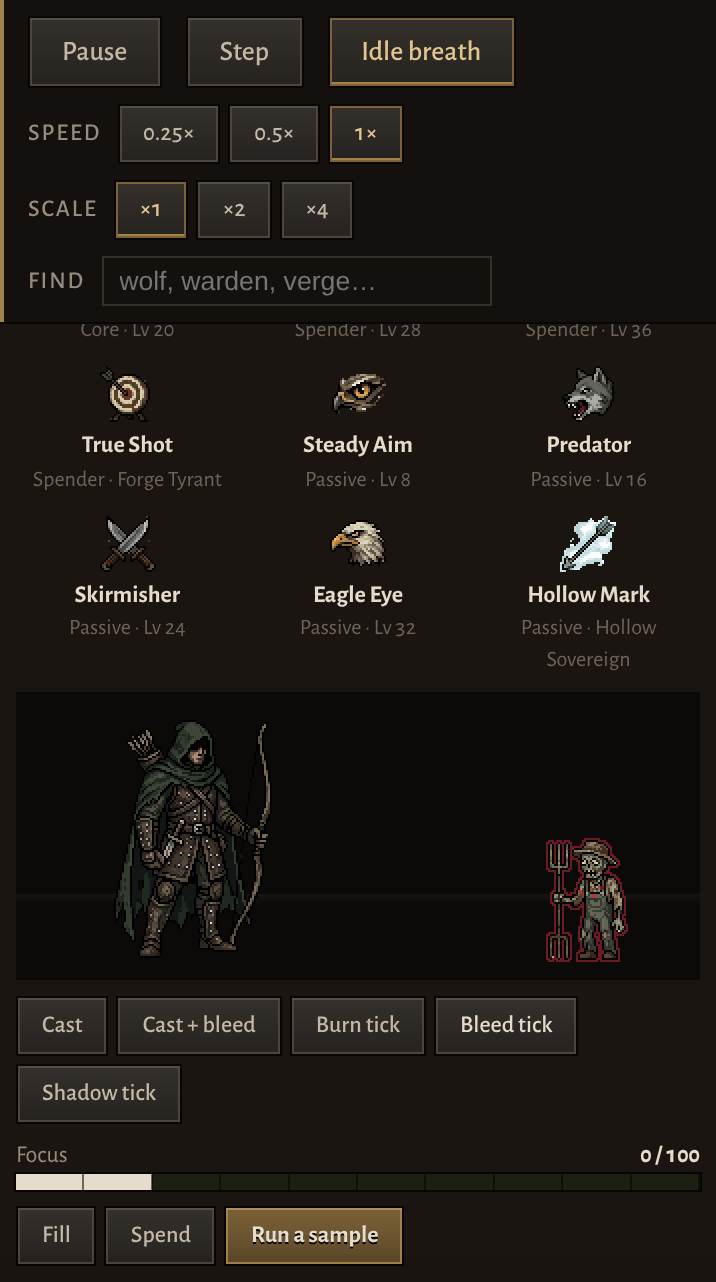 Pause Step Idle breath
SPEED 0.25× 0.5× 1×
SCALE ×1 ×2 ×4
FIND wolf, warden, verge…
Core · Lv 20 Spender · Lv 28 Spender · Lv 36
True Shot Steady Aim Predator
Spender · Forge Tyrant Passive · Lv 8 Passive · Lv 16
Skirmisher Eagle Eye Hollow Mark
Passive · Lv 24 Passive · Lv 32 Passive · Hollow
Sovereign
Cast Cast + bleed Burn tick Bleed tick
Shadow tick
Focus 0 / 100
Fill Spend Run a sample